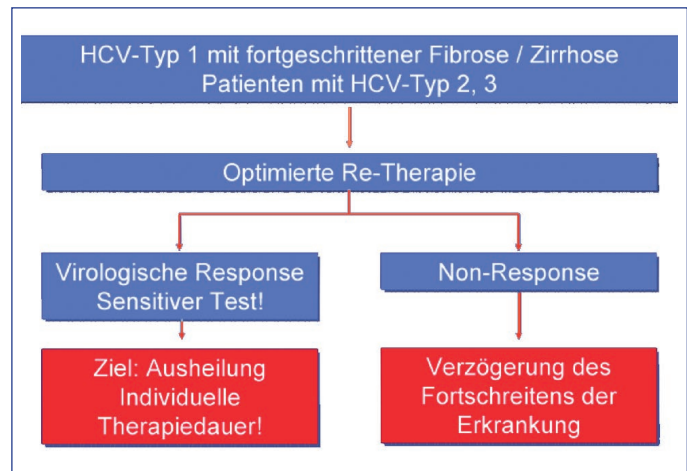 HCV-Typ 1 mit fortgeschrittener Fibrose / Zirrhose
Patienten mit HCV-Typ 2, 3
Optimierte Re-Therapie
Virologische Response
Sensitiver Test!
Non-Response
Ziel: Ausheilung
Individuelle
Therapiedauer!
Verzögerung des
Fortschreitens der
Erkrankung